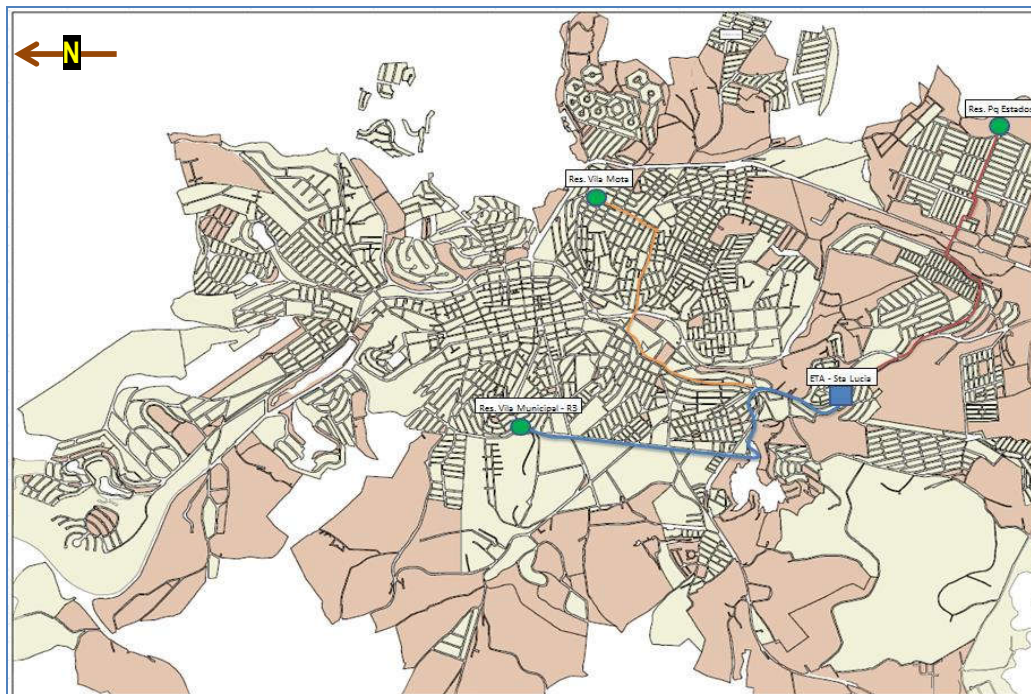 N
Res. Pq Estados
Res. Vila Mota
ETA - Sta Lucia
Res. Vila Municipal - R3